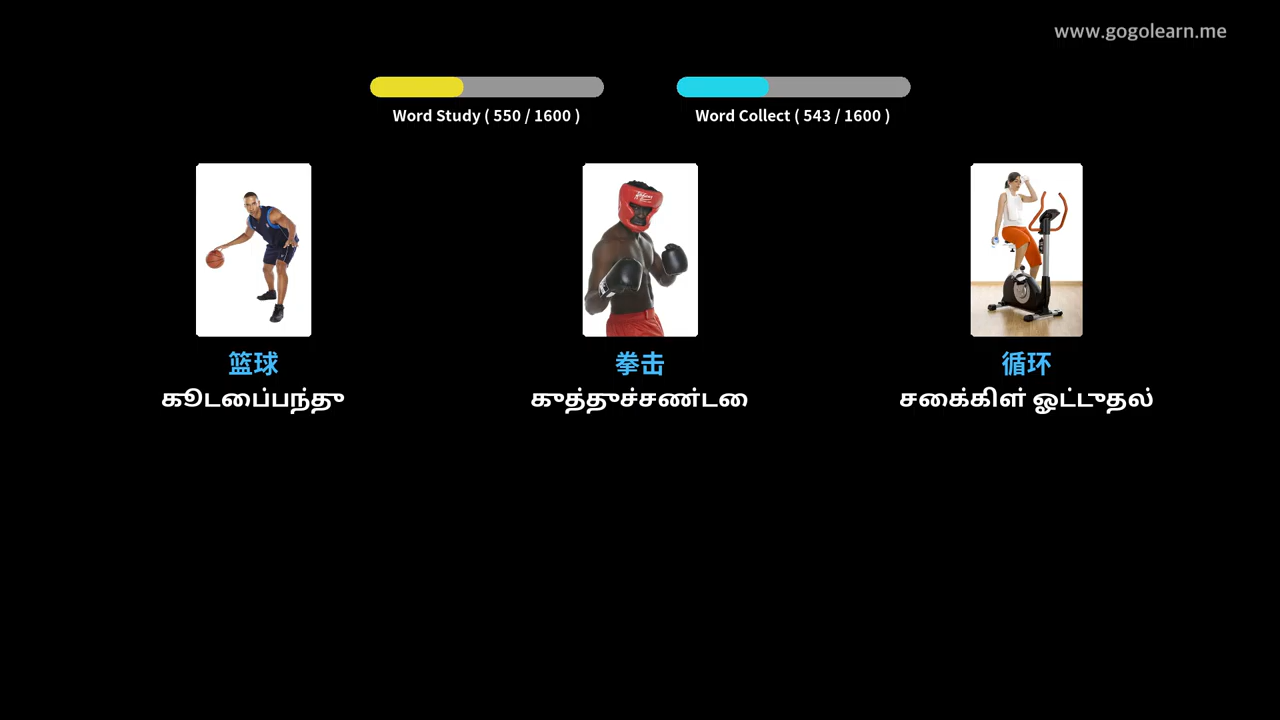 www.gogolearn.me
Word Study ( 550 / 1600 )
Word Collect ( 543 / 1600 )
篮球
拳击
循环
கூடைப்பந்து
குத்துச்சண்டை
சைக்கிள் ஓட்டுதல்